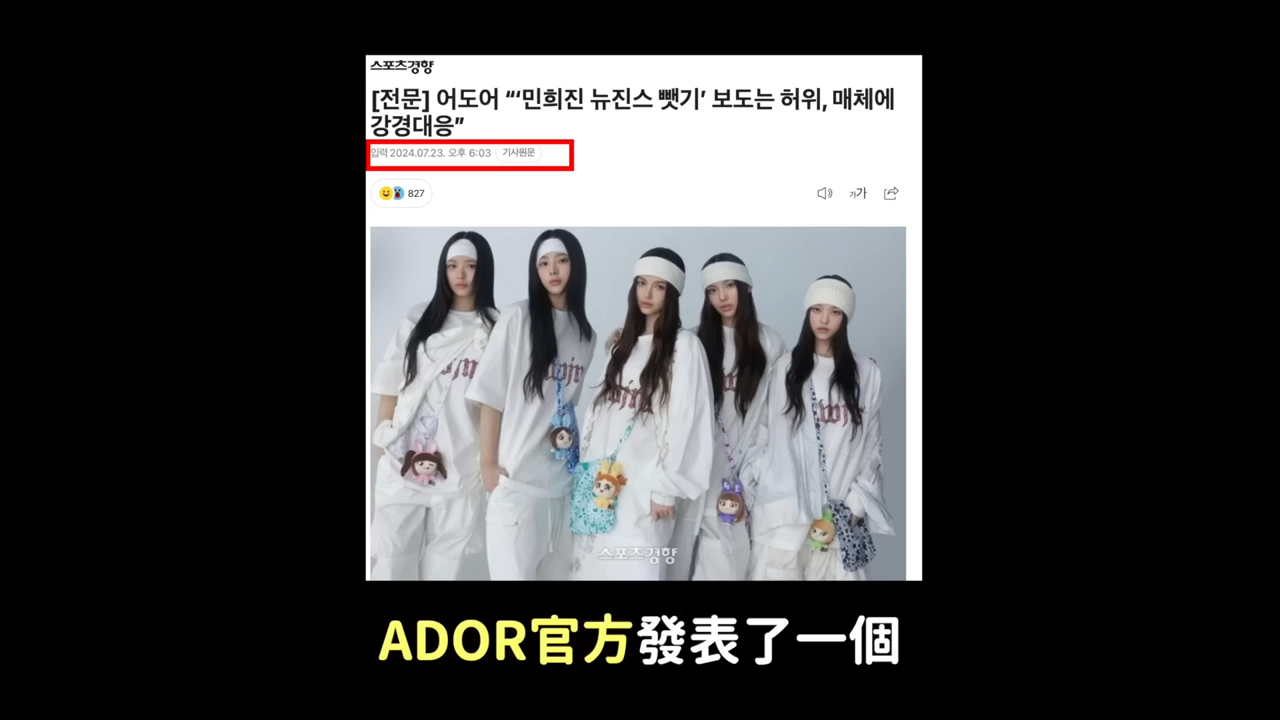 스포츠경향
[전문] 어도어 “‘민희진 뉴진스 뺏기’ 보도는 허위, 매체에
강경대응”
입력 2024.07.23. 오후 6:03 기사원문
827
가가
스포츠경향
ADOR官方發表了一個